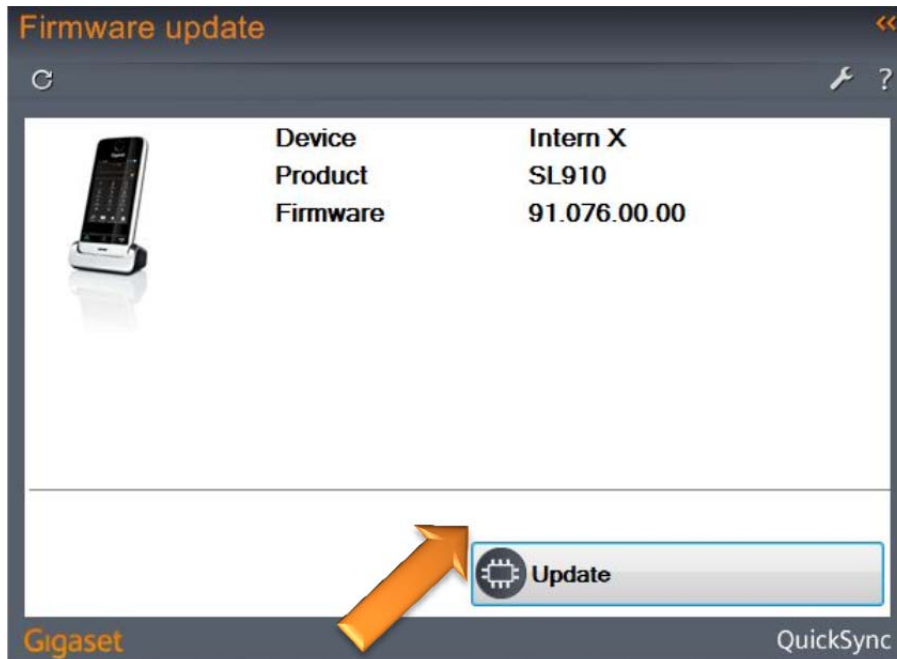 Firmware update
?
Device Intern X
Product SL910
Firmware 91.076.00.00
Update
Gigaset QuickSync